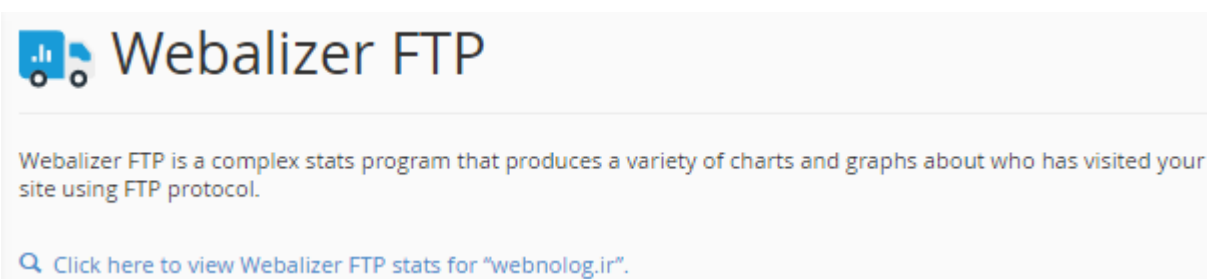 Webalizer FTP
Webalizer FTP is a complex stats program that produces a variety of charts and graphs about who has visited your
site using FTP protocol.
Click here to view Webalizer FTP stats for “webnolog.ir”.